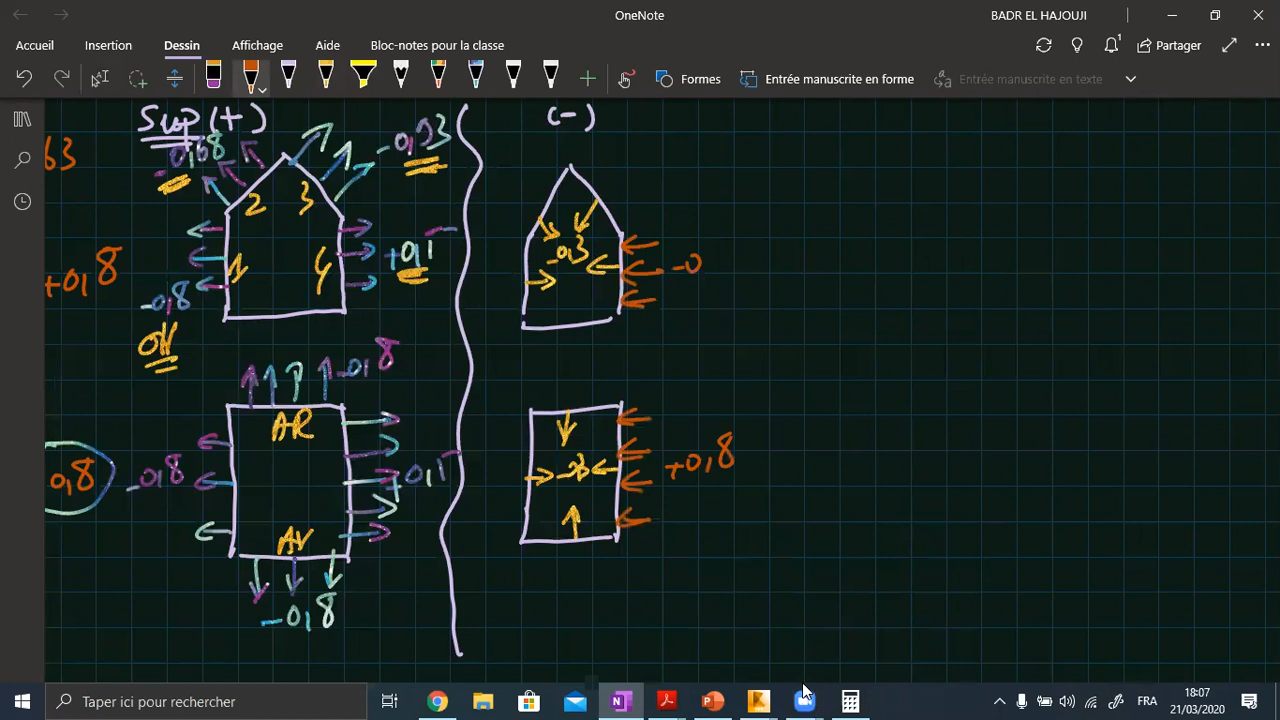 OneNote
BADR EL HAJOUJI
Accueil Insertion Dessin Affichage Aide Bloc-notes pour la classe
Partager
Formes Entrée manuscrite en forme Entrée manuscrite en texte
Sup (+)
(-)
63
-0,68
-0,93
2 3
1 4
+0,1
+0,8
-0,8
-0,3
-0
-0,8
AR
0,8
-0,8
+0,8
AV
-0,8
Taper ici pour rechercher
FRA
18:07
21/03/2020